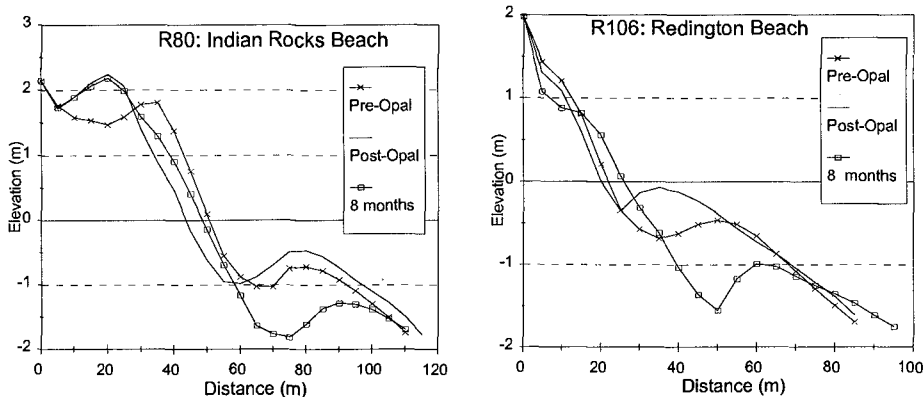 R80: Indian Rocks Beach
Elevation (m)
3
2
1
0
-1
-2
Pre-Opal
Post-Opal
8 months
0 20 40 60 80 100 120
Distance (m)
R106: Redington Beach
Elevation (m)
2
1
0
-1
-2
Pre-Opal
Post-Opal
8 months
0 20 40 60 80 100
Distance (m)